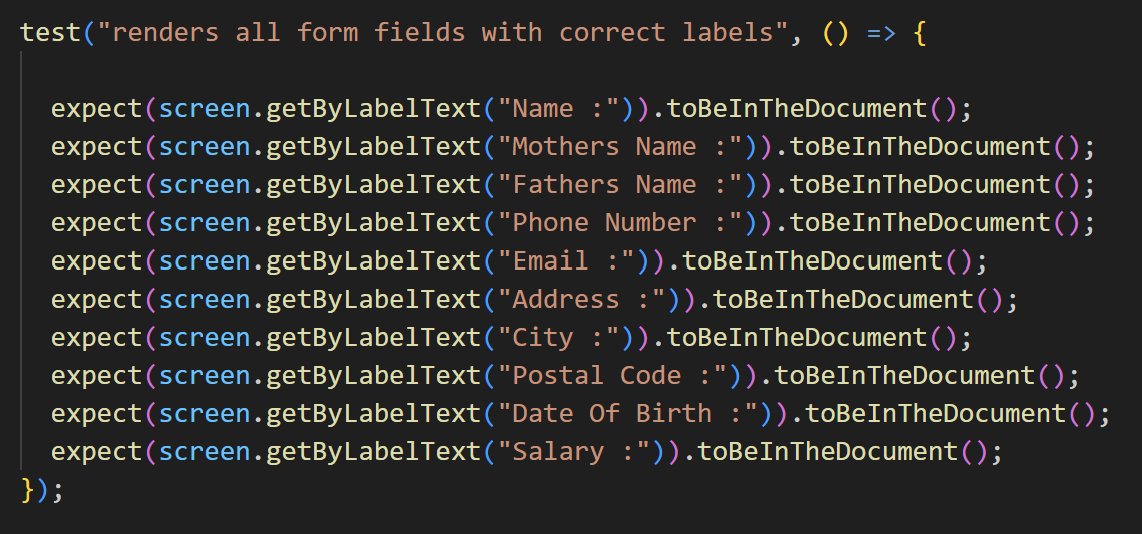 test("renders all form fields with correct labels", () => {
expect(screen.getByLabelText("Name :")).toBeInTheDocument();
expect(screen.getByLabelText("Mothers Name :")).toBeInTheDocument();
expect(screen.getByLabelText("Fathers Name :")).toBeInTheDocument();
expect(screen.getByLabelText("Phone Number :")).toBeInTheDocument();
expect(screen.getByLabelText("Email :")).toBeInTheDocument();
expect(screen.getByLabelText("Address :")).toBeInTheDocument();
expect(screen.getByLabelText("City :")).toBeInTheDocument();
expect(screen.getByLabelText("Postal Code :")).toBeInTheDocument();
expect(screen.getByLabelText("Date Of Birth :")).toBeInTheDocument();
expect(screen.getByLabelText("Salary :")).toBeInTheDocument();
});